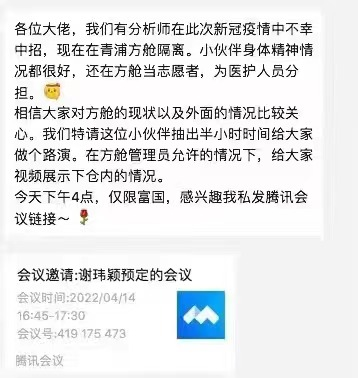 各位大佬，我们有分析师在此次新冠疫情中不幸
中招，现在在青浦方舱隔离。小伙伴身体精神情
况都很好，还在方舱当志愿者，为医护人员分
担。
相信大家对方舱的现状以及外面的情况比较关
心。我们特请这位小伙伴抽出半小时时间给大家
做个路演。在方舱管理员允许的情况下，给大家
视频展示下仓内的情况。
今天下午4点，仅限富国，感兴趣我私发腾讯会
议链接～
会议邀请:谢玮颖预定的会议
会议时间:2022/04/14
16:45-17:30
会议号:419 175 473
腾讯会议